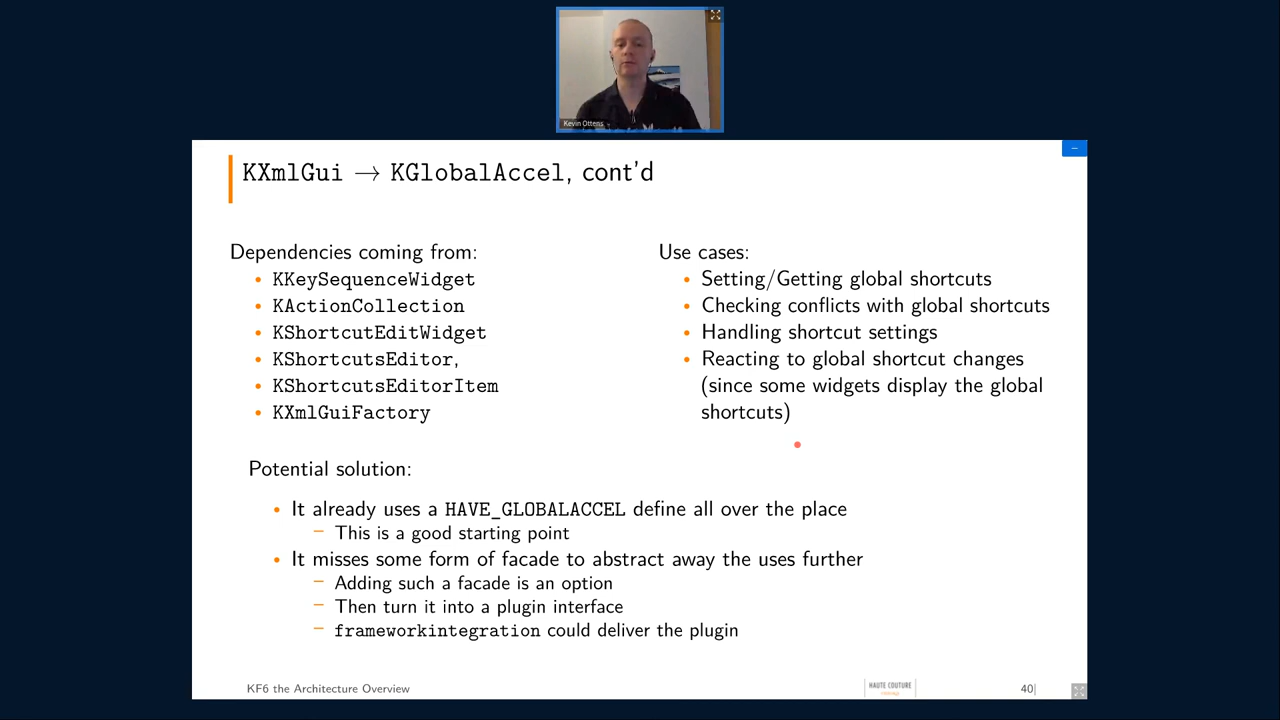 Kevin Ottens
KXmlGui → KGlobalAccel, cont'd
Dependencies coming from:
• KKeySequenceWidget
• KActionCollection
• KShortcutEditWidget
• KShortcutsEditor,
• KShortcutsEditorItem
• KXmlGuiFactory
Use cases:
• Setting/Getting global shortcuts
• Checking conflicts with global shortcuts
• Handling shortcut settings
• Reacting to global shortcut changes
(since some widgets display the global
shortcuts)
Potential solution:
• It already uses a HAVE_GLOBALACCEL define all over the place
– This is a good starting point
• It misses some form of facade to abstract away the uses further
– Adding such a facade is an option
– Then turn it into a plugin interface
– frameworkintegration could deliver the plugin
KF6 the Architecture Overview
HAUTE COUTURE
40|